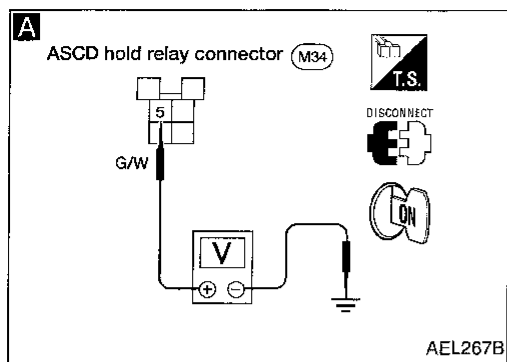 A
ASCD hold relay connector M34
T.S.
5
DISCONNECT
G/W
ON
V
+ −
AEL267B